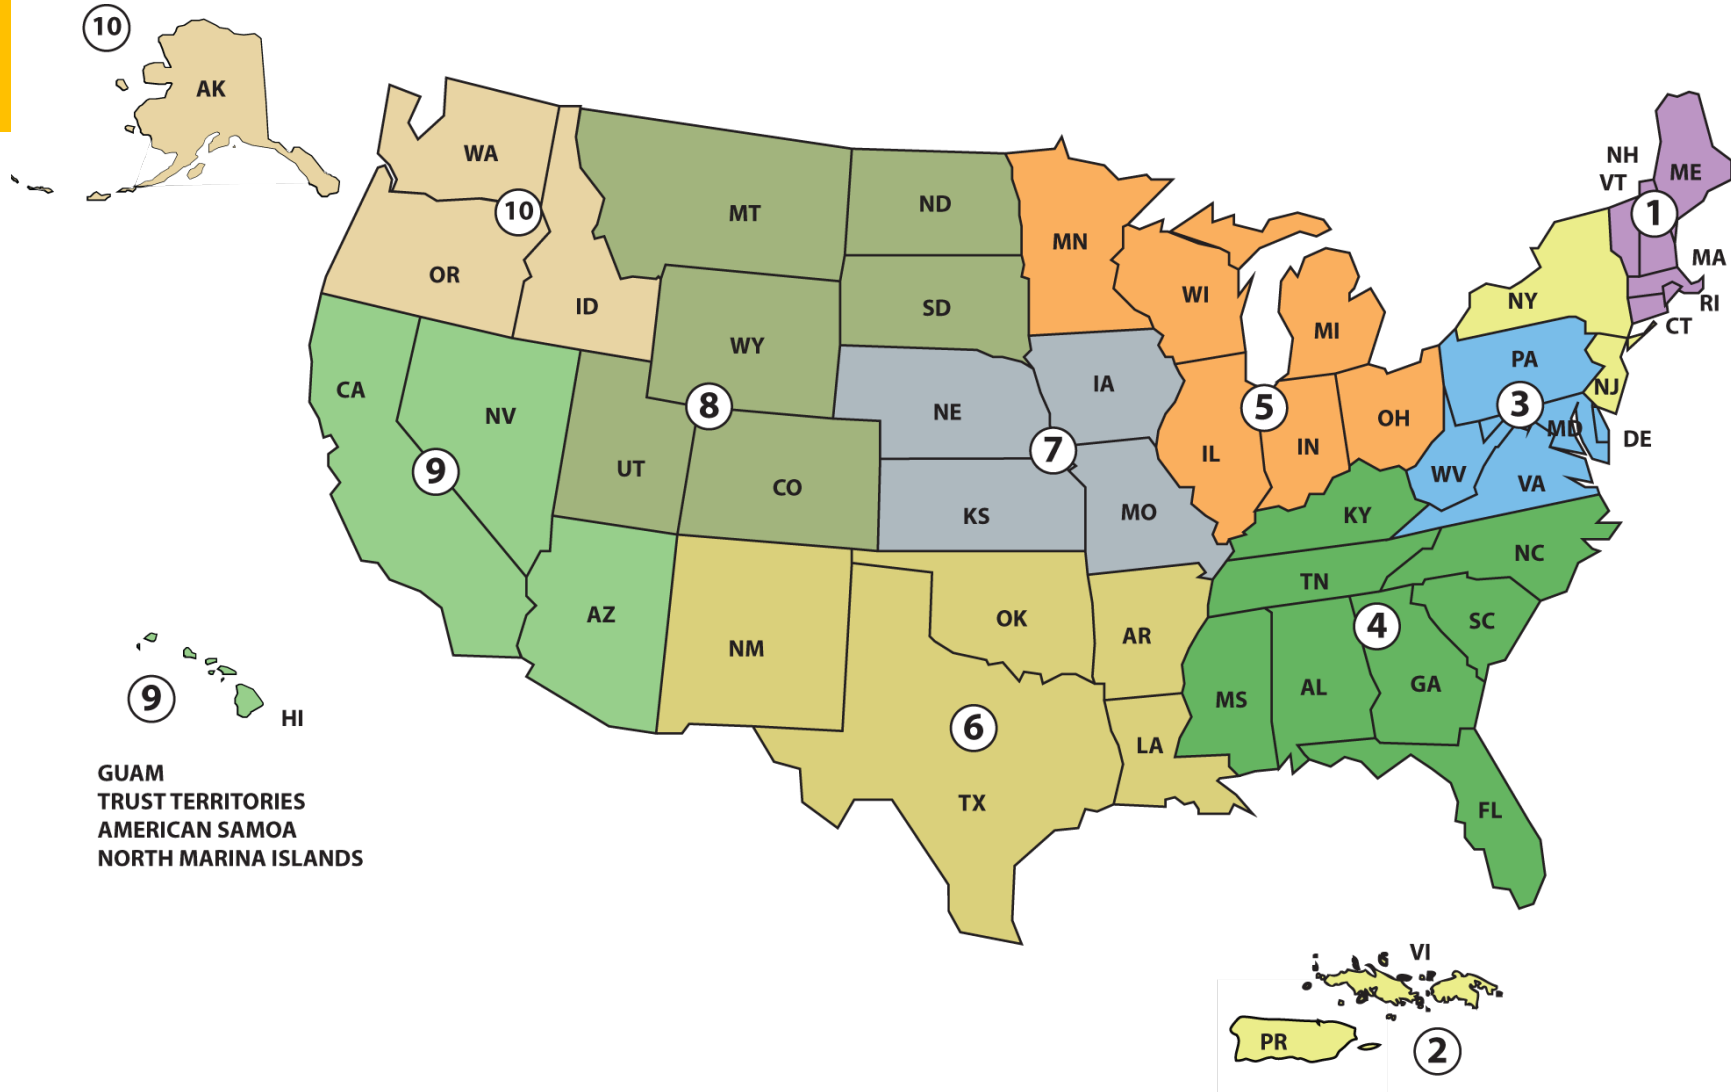 10
AK
WA
10
OR
ID
MT
ND
MN
SD
WY
8
UT
CO
CA
NV
9
AZ
NE
IA
7
KS
MO
WI
MI
5
IL
IN
OH
NH
VT
ME
1
MA
RI
CT
NY
PA
NJ
3
MD
DE
WV
VA
KY
TN
NC
4
SC
MS
AL
GA
FL
NM
OK
AR
6
TX
LA
9
HI
GUAM
TRUST TERRITORIES
AMERICAN SAMOA
NORTH MARINA ISLANDS
VI
PR
2